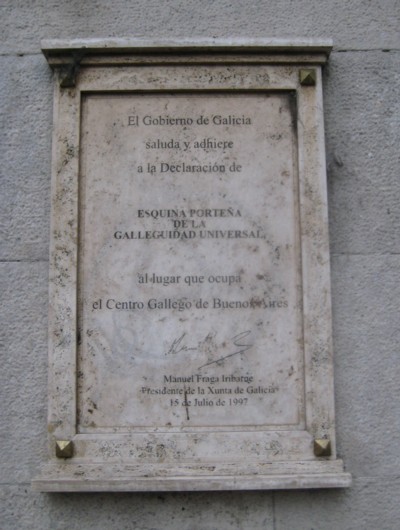 El Gobierno de Galicia
saluda y adhiere
a la Declaración de
ESQUINA PORTEÑA
DE LA
GALLEGUIDAD UNIVERSAL,
al lugar que ocupa
el Centro Gallego de Buenos Aires
Manuel Fraga Iribarne
Presidente de la Xunta de Galicia
15 de Julio de 1997